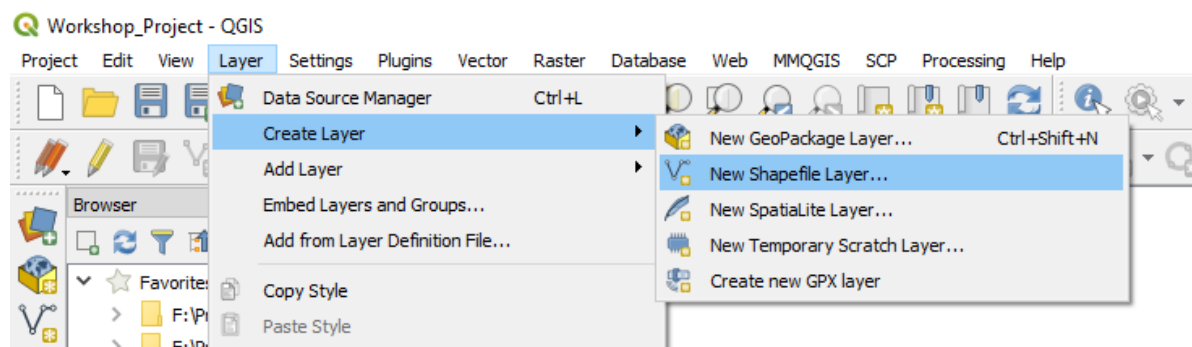 Workshop_Project - QGIS
Project Edit View Layer Settings Plugins Vector Raster Database Web MMQGIS SCP Processing Help
Data Source Manager Ctrl+L
Create Layer
New GeoPackage Layer... Ctrl+Shift+N
Add Layer
New Shapefile Layer...
Browser
Embed Layers and Groups...
New SpatiaLite Layer...
Add from Layer Definition File...
New Temporary Scratch Layer...
Favorites
Copy Style
Create new GPX layer
Paste Style